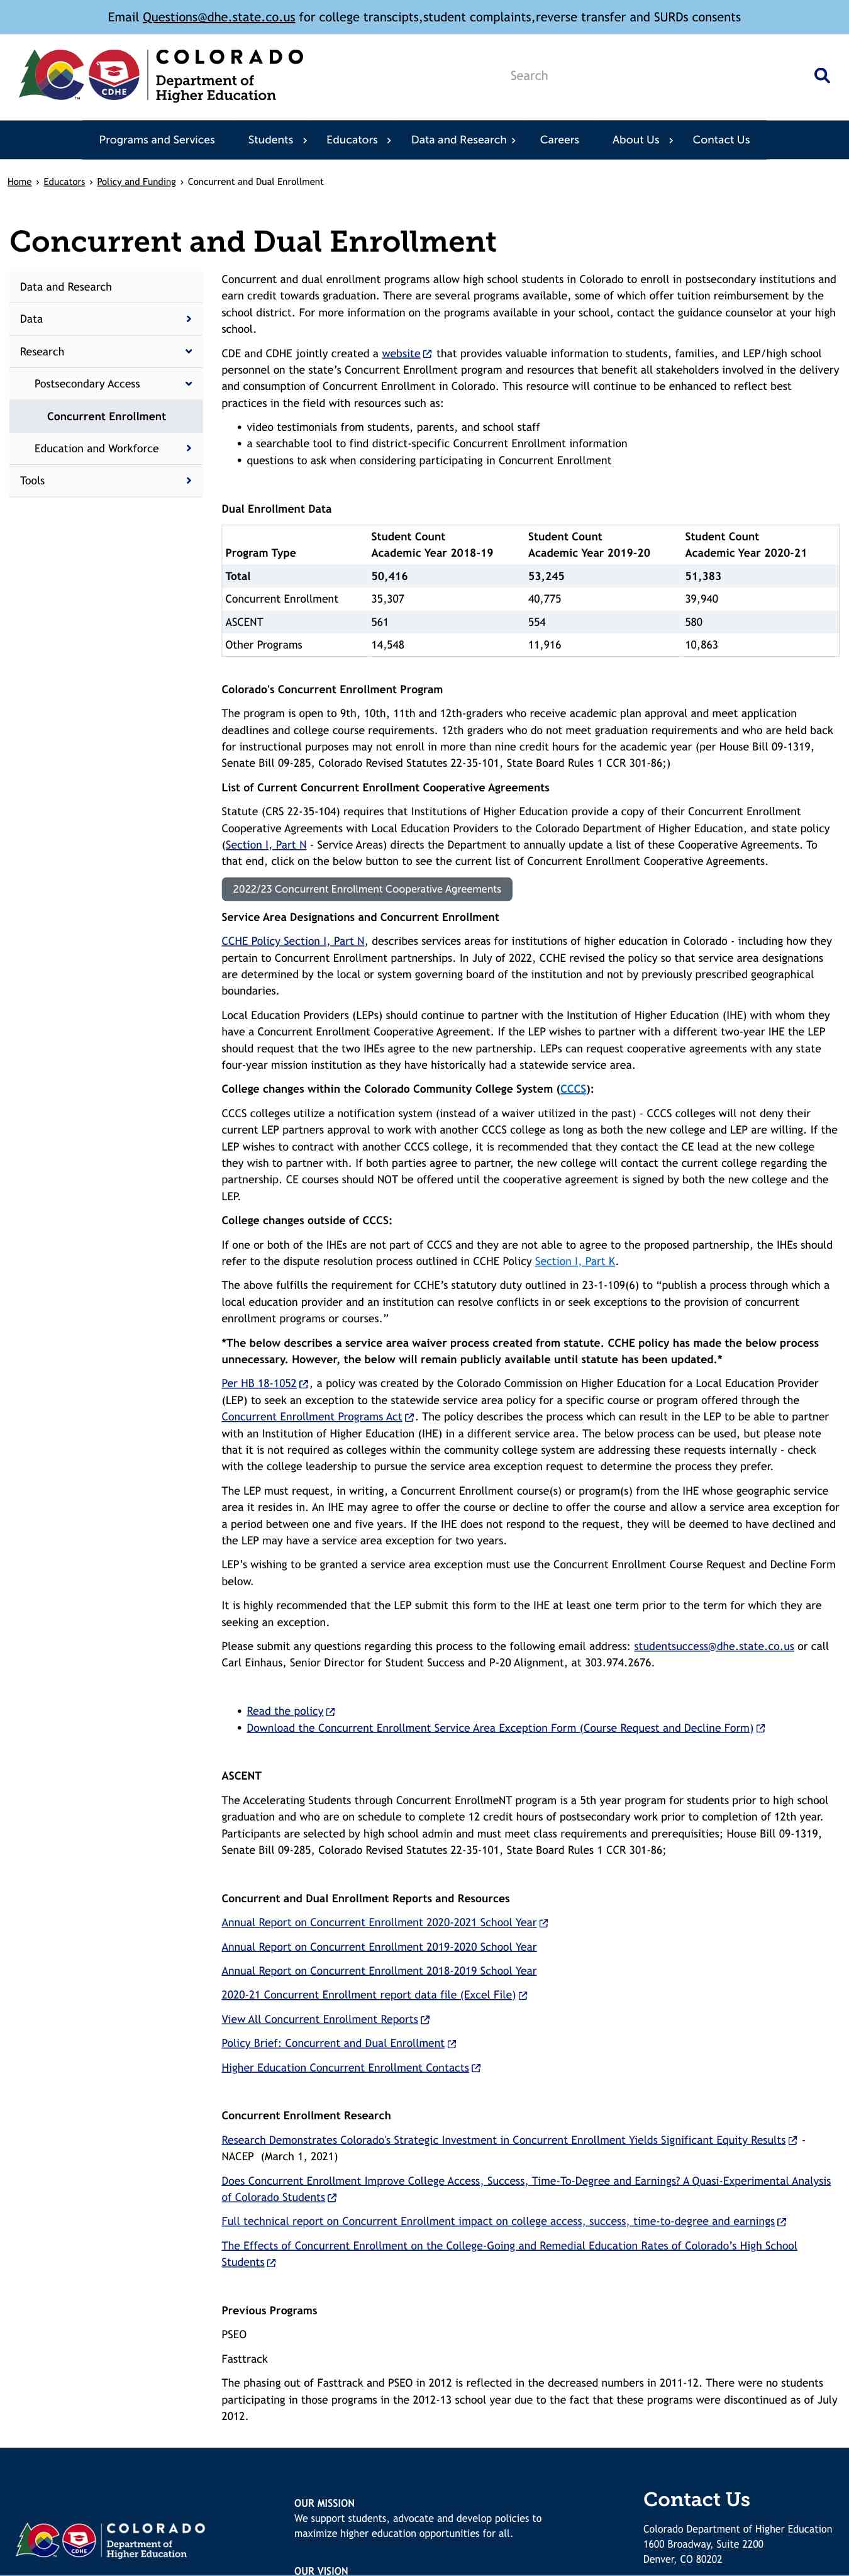 Email Questions@dhe.state.co.us for college transcipts,student complaints,reverse transfer and SURDs consents
COLORADO
Department of
Higher Education
CDHE
TM
Search
Programs and Services Students › Educators › Data and Research › Careers About Us › Contact Us
Home › Educators › Policy and Funding › Concurrent and Dual Enrollment
Concurrent and Dual Enrollment
Data and Research
Data
Research
Postsecondary Access
Concurrent Enrollment
Education and Workforce
Tools
Concurrent and dual enrollment programs allow high school students in Colorado to enroll in postsecondary institutions and
earn credit towards graduation. There are several programs available, some of which offer tuition reimbursement by the
school district. For more information on the programs available in your school, contact the guidance counselor at your high
school.
CDE and CDHE jointly created a website that provides valuable information to students, families, and LEP/high school
personnel on the state’s Concurrent Enrollment program and resources that benefit all stakeholders involved in the delivery
and consumption of Concurrent Enrollment in Colorado. This resource will continue to be enhanced to reflect best
practices in the field with resources such as:
• video testimonials from students, parents, and school staff
• a searchable tool to find district-specific Concurrent Enrollment information
• questions to ask when considering participating in Concurrent Enrollment
Dual Enrollment Data
Program Type Student Count Academic Year 2018-19 Student Count Academic Year 2019-20 Student Count Academic Year 2020-21
Total 50,416 53,245 51,383
Concurrent Enrollment 35,307 40,775 39,940
ASCENT 561 554 580
Other Programs 14,548 11,916 10,863
Colorado's Concurrent Enrollment Program
The program is open to 9th, 10th, 11th and 12th-graders who receive academic plan approval and meet application
deadlines and college course requirements. 12th graders who do not meet graduation requirements and who are held back
for instructional purposes may not enroll in more than nine credit hours for the academic year (per House Bill 09-1319,
Senate Bill 09-285, Colorado Revised Statutes 22-35-101, State Board Rules 1 CCR 301-86;)
List of Current Concurrent Enrollment Cooperative Agreements
Statute (CRS 22-35-104) requires that Institutions of Higher Education provide a copy of their Concurrent Enrollment
Cooperative Agreements with Local Education Providers to the Colorado Department of Higher Education, and state policy
(Section I, Part N - Service Areas) directs the Department to annually update a list of these Cooperative Agreements. To
that end, click on the below button to see the current list of Concurrent Enrollment Cooperative Agreements.
2022/23 Concurrent Enrollment Cooperative Agreements
Service Area Designations and Concurrent Enrollment
CCHE Policy Section I, Part N, describes services areas for institutions of higher education in Colorado - including how they
pertain to Concurrent Enrollment partnerships. In July of 2022, CCHE revised the policy so that service area designations
are determined by the local or system governing board of the institution and not by previously prescribed geographical
boundaries.
Local Education Providers (LEPs) should continue to partner with the Institution of Higher Education (IHE) with whom they
have a Concurrent Enrollment Cooperative Agreement. If the LEP wishes to partner with a different two-year IHE the LEP
should request that the two IHEs agree to the new partnership. LEPs can request cooperative agreements with any state
four-year mission institution as they have historically had a statewide service area.
College changes within the Colorado Community College System (CCCS):
CCCS colleges utilize a notification system (instead of a waiver utilized in the past) - CCCS colleges will not deny their
current LEP partners approval to work with another CCCS college as long as both the new college and LEP are willing. If the
LEP wishes to contract with another CCCS college, it is recommended that they contact the CE lead at the new college
they wish to partner with. If both parties agree to partner, the new college will contact the current college regarding the
partnership. CE courses should NOT be offered until the cooperative agreement is signed by both the new college and the
LEP.
College changes outside of CCCS:
If one or both of the IHEs are not part of CCCS and they are not able to agree to the proposed partnership, the IHEs should
refer to the dispute resolution process outlined in CCHE Policy Section I, Part K.
The above fulfills the requirement for CCHE’s statutory duty outlined in 23-1-109(6) to “publish a process through which a
local education provider and an institution can resolve conflicts in or seek exceptions to the provision of concurrent
enrollment programs or courses.”
*The below describes a service area waiver process created from statute. CCHE policy has made the below process
unnecessary. However, the below will remain publicly available until statute has been updated.*
Per HB 18-1052, a policy was created by the Colorado Commission on Higher Education for a Local Education Provider
(LEP) to seek an exception to the statewide service area policy for a specific course or program offered through the
Concurrent Enrollment Programs Act. The policy describes the process which can result in the LEP to be able to partner
with an Institution of Higher Education (IHE) in a different service area. The below process can be used, but please note
that it is not required as colleges within the community college system are addressing these requests internally - check
with the college leadership to pursue the service area exception request to determine the process they prefer.
The LEP must request, in writing, a Concurrent Enrollment course(s) or program(s) from the IHE whose geographic service
area it resides in. An IHE may agree to offer the course or decline to offer the course and allow a service area exception for
a period between one and five years. If the IHE does not respond to the request, they will be deemed to have declined and
the LEP may have a service area exception for two years.
LEP’s wishing to be granted a service area exception must use the Concurrent Enrollment Course Request and Decline Form
below.
It is highly recommended that the LEP submit this form to the IHE at least one term prior to the term for which they are
seeking an exception.
Please submit any questions regarding this process to the following email address: studentsuccess@dhe.state.co.us or call
Carl Einhaus, Senior Director for Student Success and P-20 Alignment, at 303.974.2676.
• Read the policy
• Download the Concurrent Enrollment Service Area Exception Form (Course Request and Decline Form)
ASCENT
The Accelerating Students through Concurrent EnrollmeNT program is a 5th year program for students prior to high school
graduation and who are on schedule to complete 12 credit hours of postsecondary work prior to completion of 12th year.
Participants are selected by high school admin and must meet class requirements and prerequisities; House Bill 09-1319,
Senate Bill 09-285, Colorado Revised Statutes 22-35-101, State Board Rules 1 CCR 301-86;
Concurrent and Dual Enrollment Reports and Resources
Annual Report on Concurrent Enrollment 2020-2021 School Year
Annual Report on Concurrent Enrollment 2019-2020 School Year
Annual Report on Concurrent Enrollment 2018-2019 School Year
2020-21 Concurrent Enrollment report data file (Excel File)
View All Concurrent Enrollment Reports
Policy Brief: Concurrent and Dual Enrollment
Higher Education Concurrent Enrollment Contacts
Concurrent Enrollment Research
Research Demonstrates Colorado's Strategic Investment in Concurrent Enrollment Yields Significant Equity Results -
NACEP (March 1, 2021)
Does Concurrent Enrollment Improve College Access, Success, Time-To-Degree and Earnings? A Quasi-Experimental Analysis
of Colorado Students
Full technical report on Concurrent Enrollment impact on college access, success, time-to-degree and earnings
The Effects of Concurrent Enrollment on the College-Going and Remedial Education Rates of Colorado’s High School
Students
Previous Programs
PSEO
Fasttrack
The phasing out of Fasttrack and PSEO in 2012 is reflected in the decreased numbers in 2011-12. There were no students
participating in those programs in the 2012-13 school year due to the fact that these programs were discontinued as of July
2012.
COLORADO
Department of
Higher Education
CDHE
OUR MISSION
We support students, advocate and develop policies to
maximize higher education opportunities for all.
OUR VISION
Contact Us
Colorado Department of Higher Education
1600 Broadway, Suite 2200
Denver, CO 80202